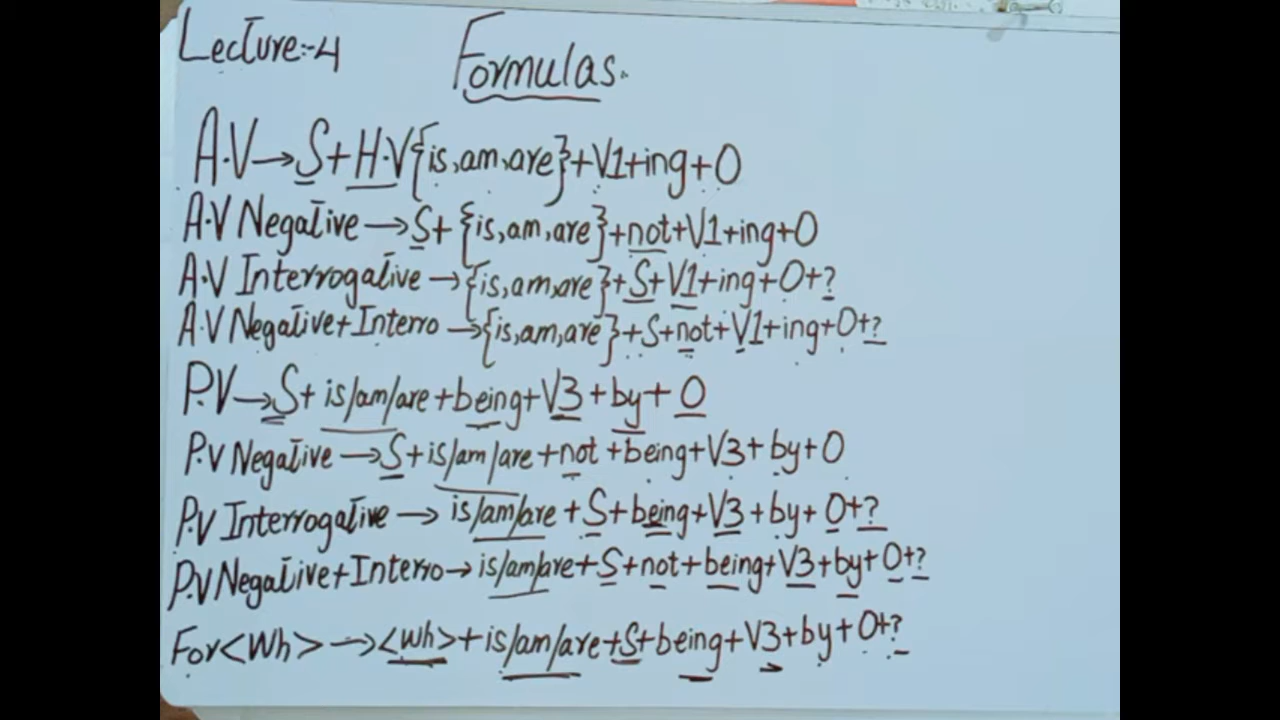 Lecture:-4
Formulas.
A.V→S+H.V{is,am,are}+V1+ing+O
A.V Negative→S+{is,am,are}+not+V1+ing+O
A.V Interrogative→{is,am,are}+S+V1+ing+O+?
A.V Negative+Interro→{is,am,are}+S+not+V1+ing+O+?
P.V→S+is/am/are+being+V3+by+O
P.V Negative→S+is/am/are+not+being+V3+by+O
P.V Interrogative→is/am/are+S+being+V3+by+O+?
P.V Negative+Interro→is/am/are+S+not+being+V3+by+O+?
For<Wh>→<Wh>+is/am/are+S+being+V3+by+O+?